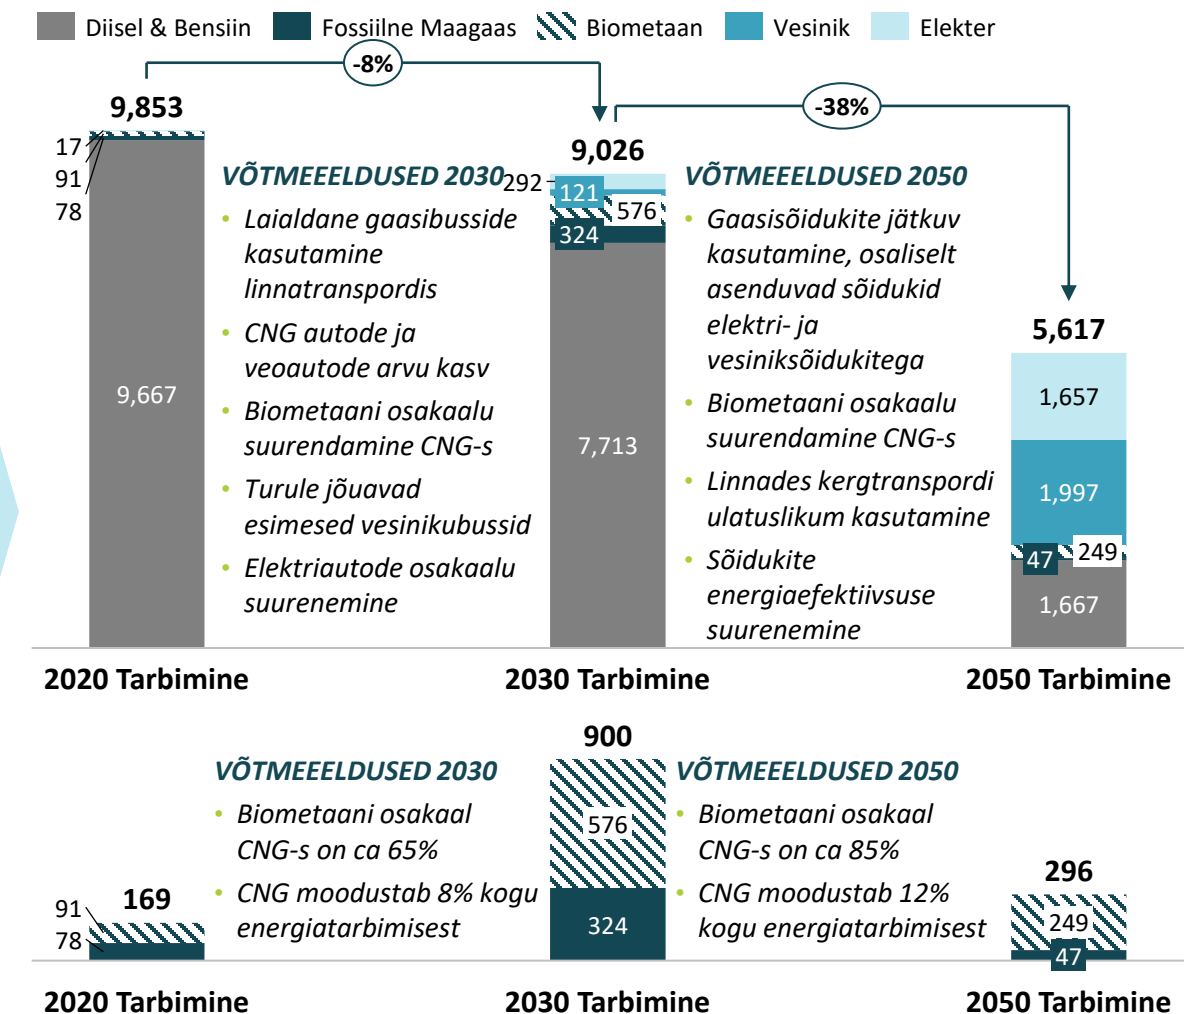 Diisel & Bensiin
Fossiilne Maagaas
Biometaan
Vesinik
Elekter
-8%
-38%
9,853
17
91
78
9,667
VÕTMEEELDUSED 2030
• Laialdane gaasibusside
kasutamine
linnatranspordis
• CNG autode ja
veoautode arvu kasv
• Biometaani osakaalu
suurendamine CNG-s
• Turule jõuavad
esimesed vesinikubussid
• Elektriautode osakaalu
suurenemine
9,026
292
121
576
324
7,713
VÕTMEEELDUSED 2050
• Gaasisõidukite jätkuv
kasutamine, osaliselt
asenduvad sõidukid
elektri- ja
vesiniksõidukitega
• Biometaani osakaalu
suurendamine CNG-s
• Linnades kergtranspordi
ulatuslikum kasutamine
• Sõidukite
energiaefektiivsuse
suurenemine
5,617
1,657
1,997
47
249
1,667
2020 Tarbimine
2030 Tarbimine
2050 Tarbimine
169
91
78
VÕTMEEELDUSED 2030
• Biometaani osakaal
CNG-s on ca 65%
• CNG moodustab 8% kogu
energiatarbimisest
900
576
324
VÕTMEEELDUSED 2050
• Biometaani osakaal
CNG-s on ca 85%
• CNG moodustab 12%
kogu energiatarbimisest
296
249
47
2020 Tarbimine
2030 Tarbimine
2050 Tarbimine